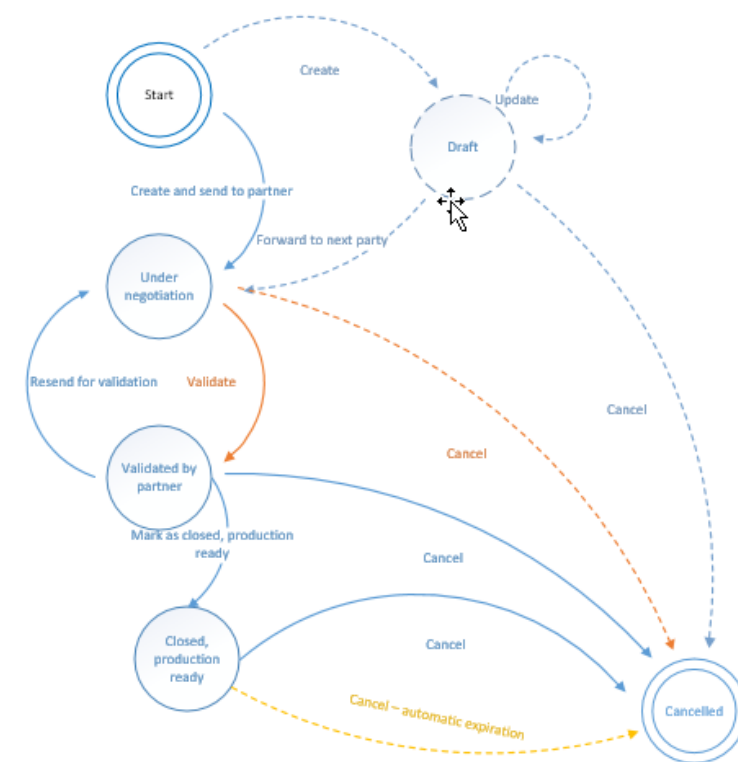 Create
Start
Update
Draft
Create and send to partner
Forward to next party
Under
negotiation
Resend for validation
Validate
Cancel
Cancel
Validated by
partner
Mark as closed, production
ready
Cancel
Closed,
production
ready
Cancel
Cancel – automatic expiration
Cancelled